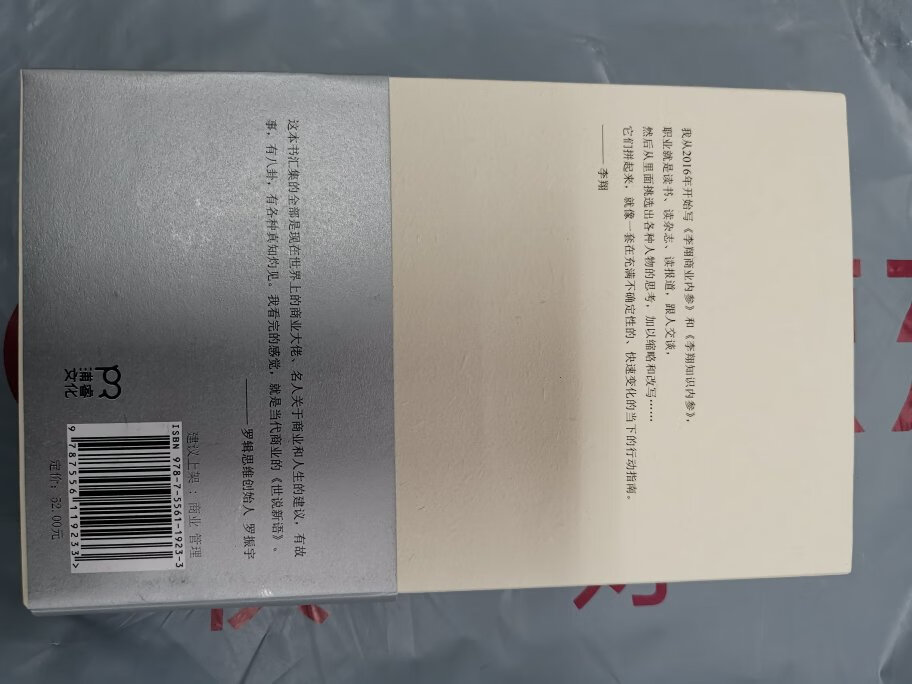 我从2016年开始写《李翔商业内参》和《李翔知识内参》,
职业就是读书、读杂志、读报道,跟人交谈,
然后从里面挑选出各种人物的思考,加以缩略和改写……
它们拼起来,就像一套在充满不确定性的、快速变化的当下的行动指南。
——李翔
这本书汇集的全部是现在世界上的商业大佬、名人关于商业和人生的建议,有故
事,有八卦,有各种真知灼见。我看完的感觉,就是当代商业的《世说新语》。
——罗辑思维创始人 罗振宇
浦睿
文化
建议上架:商业 管理
ISBN 978-7-5561-1923-3
9 787556 119233>
定价:52.00元